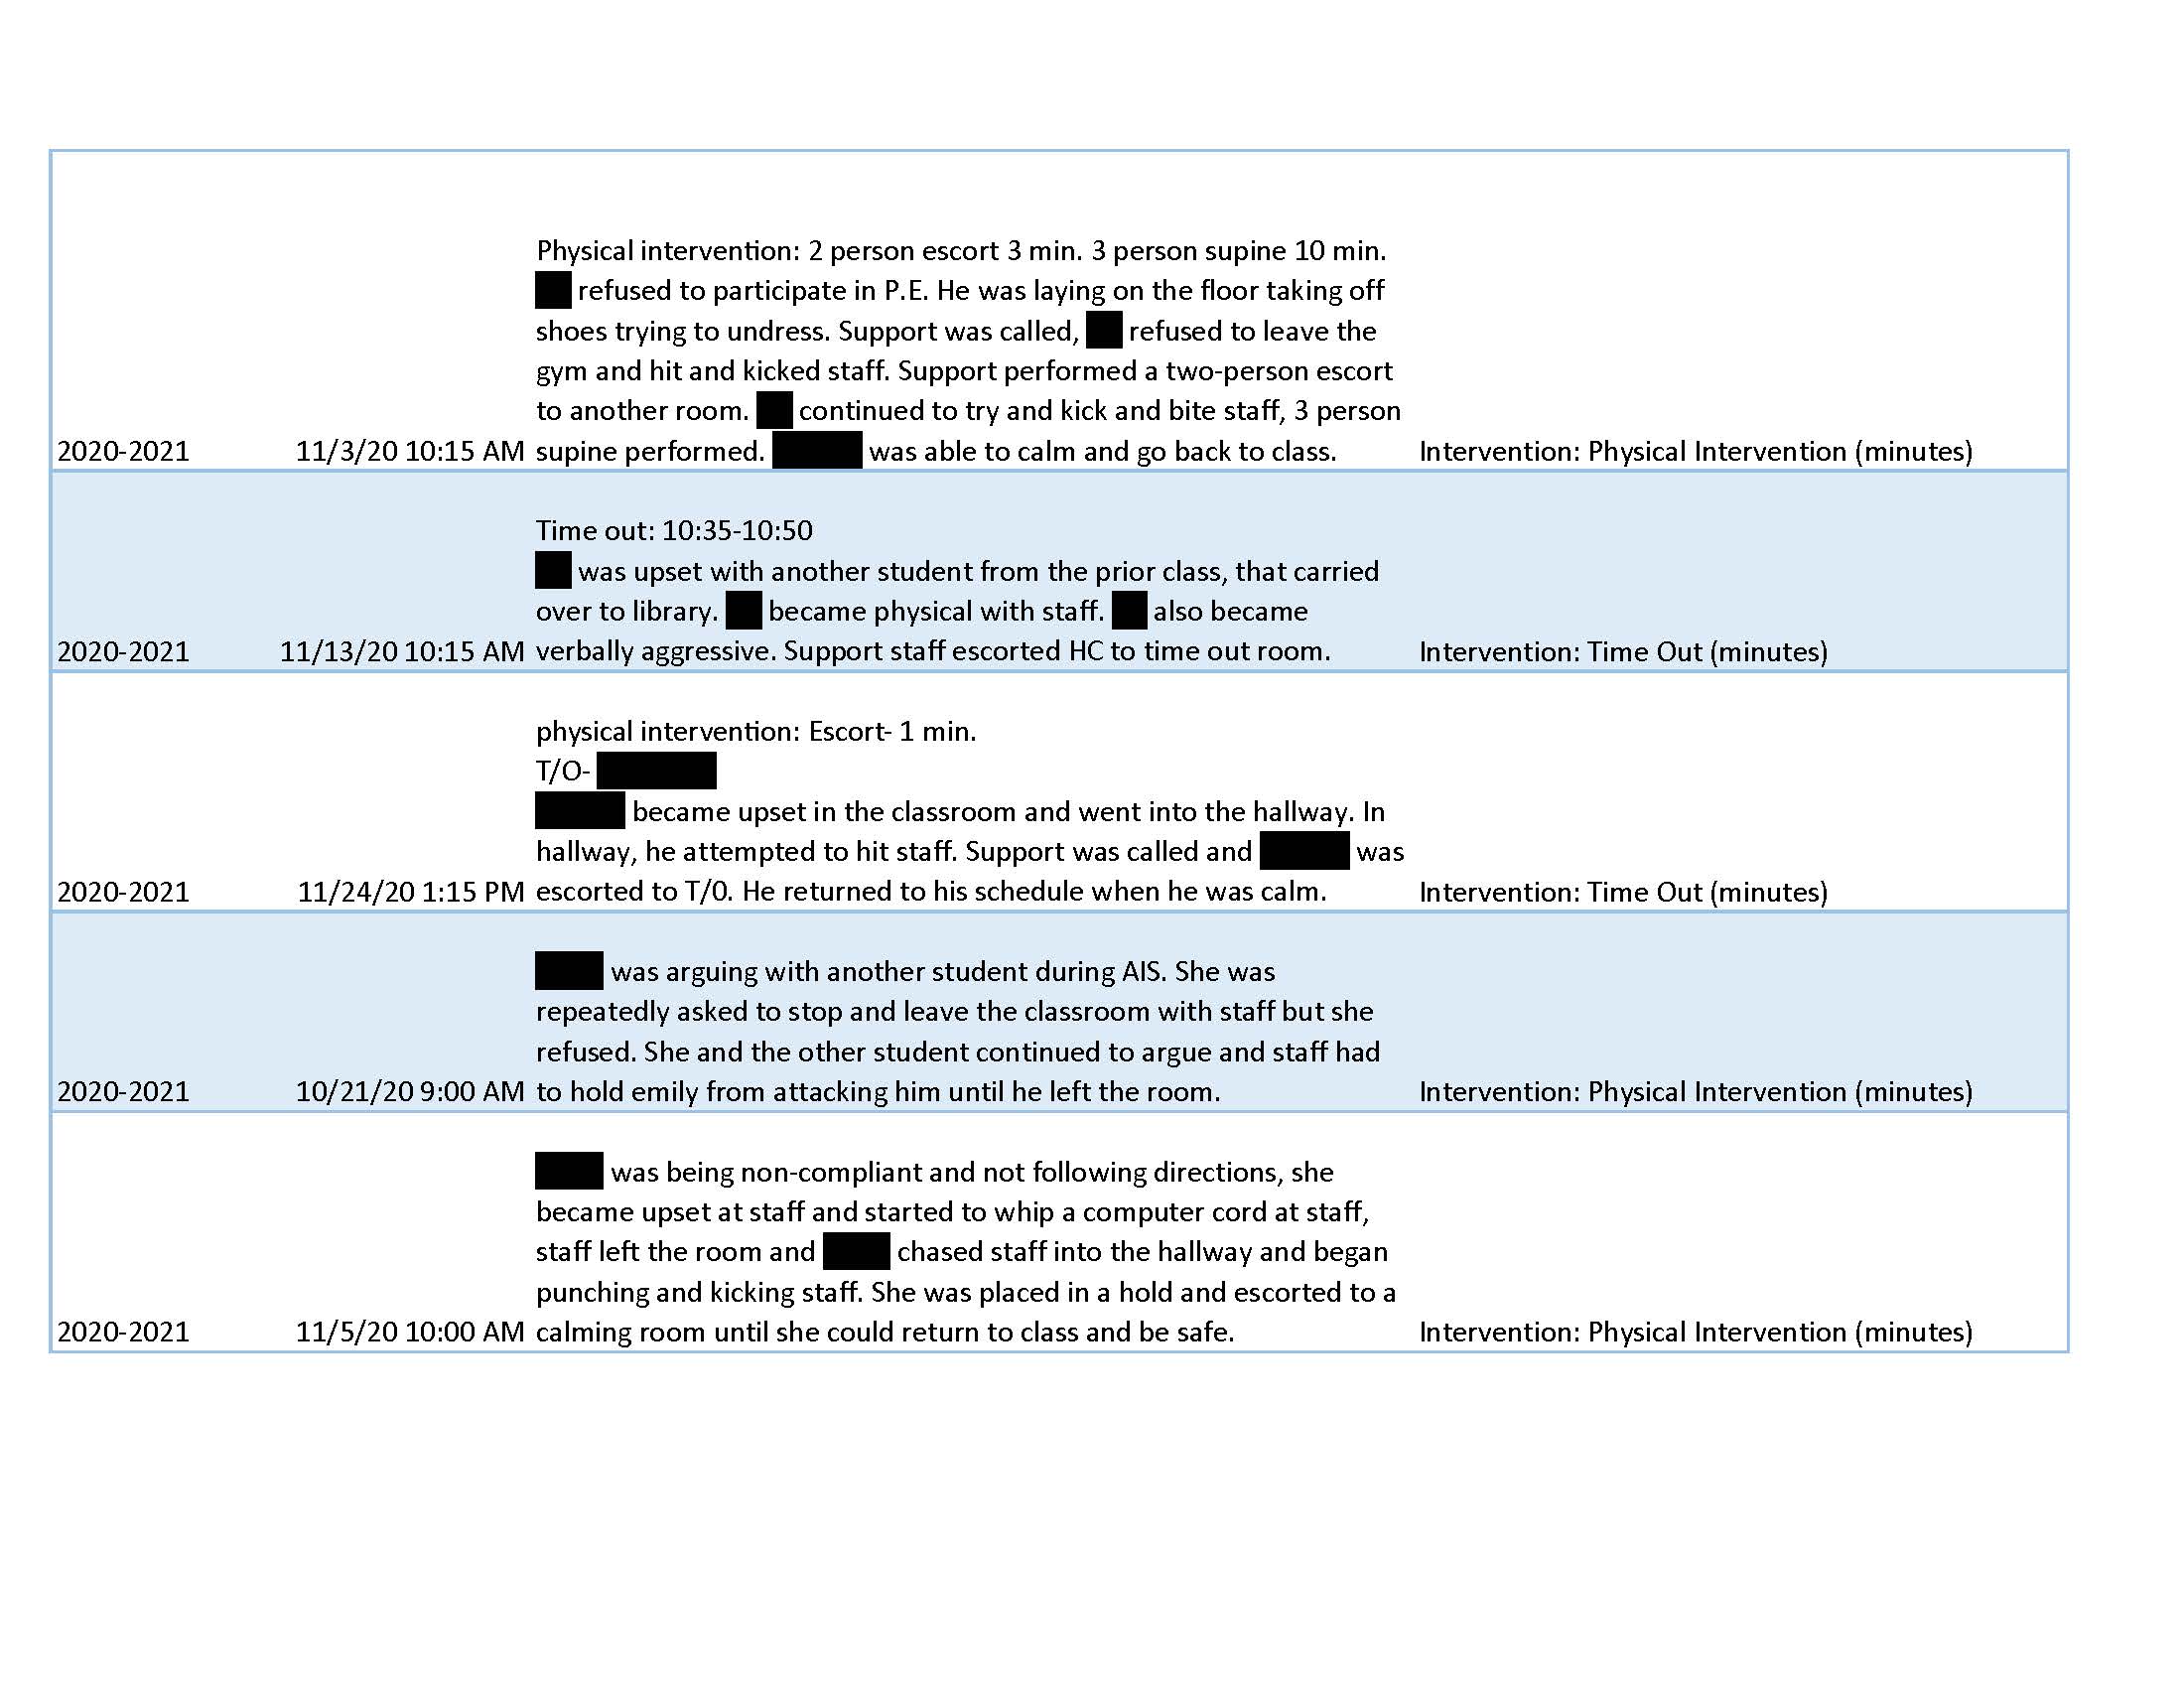 Physical intervention: 2 person escort 3 min. 3 person supine 10 min.
refused to participate in P.E. He was laying on the floor taking off
shoes trying to undress. Support was called, refused to leave the
gym and hit and kicked staff. Support performed a two-person escort
to another room. continued to try and kick and bite staff, 3 person
2020-2021 11/3/20 10:15 AM supine performed. was able to calm and go back to class. Intervention: Physical Intervention (minutes)
Time out: 10:35-10:50
was upset with another student from the prior class, that carried
over to library. became physical with staff. also became
2020-2021 11/13/20 10:15 AM verbally aggressive. Support staff escorted HC to time out room. Intervention: Time Out (minutes)
physical intervention: Escort- 1 min.
T/O-
became upset in the classroom and went into the hallway. In
hallway, he attempted to hit staff. Support was called and was
2020-2021 11/24/20 1:15 PM escorted to T/0. He returned to his schedule when he was calm. Intervention: Time Out (minutes)
was arguing with another student during AIS. She was
repeatedly asked to stop and leave the classroom with staff but she
refused. She and the other student continued to argue and staff had
2020-2021 10/21/20 9:00 AM to hold emily from attacking him until he left the room. Intervention: Physical Intervention (minutes)
was being non-compliant and not following directions, she
became upset at staff and started to whip a computer cord at staff,
staff left the room and chased staff into the hallway and began
punching and kicking staff. She was placed in a hold and escorted to a
2020-2021 11/5/20 10:00 AM calming room until she could return to class and be safe. Intervention: Physical Intervention (minutes)